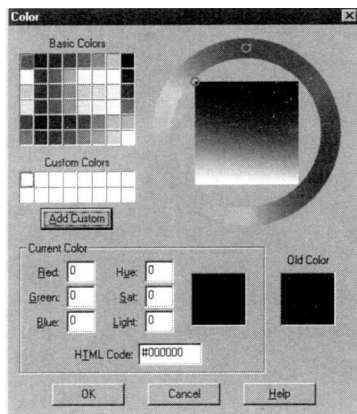 Color
Basic Colors
Custom Colors
Add Custom
Current Color
Old Color
Red: 0 Hue: 0
Green: 0 Sat: 0
Blue: 0 Light: 0
HTML Code: #000000
OK Cancel Help